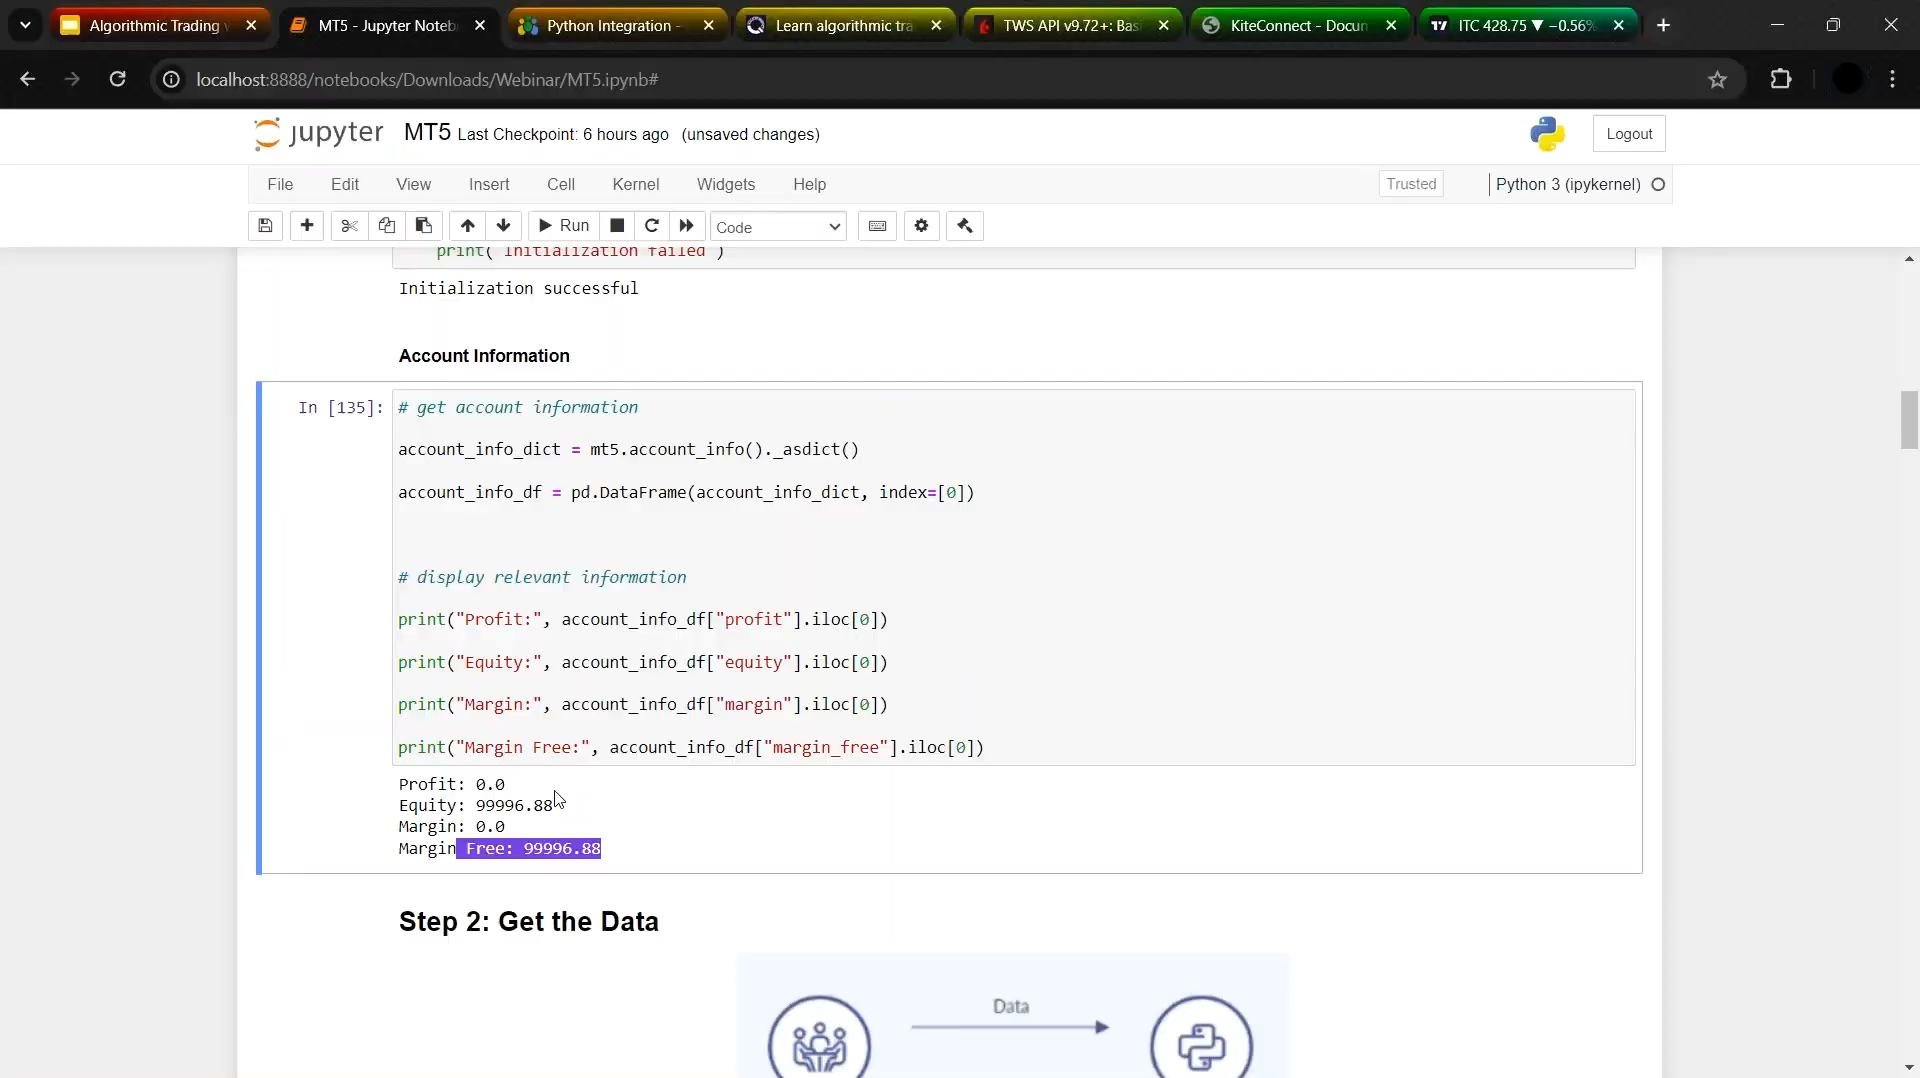 Algorithmic Trading
MT5 - Jupyter Noteb
Python Integration -
Learn algorithmic tra
TWS API v9.72+: Basi
KiteConnect - Docum
ITC 428.75 ▼ −0.56%
localhost:8888/notebooks/Downloads/Webinar/MT5.ipynb#
jupyter MT5 Last Checkpoint: 6 hours ago (unsaved changes)
Logout
File Edit View Insert Cell Kernel Widgets Help
Trusted
Python 3 (ipykernel)
Run
Code
print("Initialization failed")
Initialization successful
Account Information
In [135]: # get account information
account_info_dict = mt5.account_info()._asdict()
account_info_df = pd.DataFrame(account_info_dict, index=[0])
# display relevant information
print("Profit:", account_info_df["profit"].iloc[0])
print("Equity:", account_info_df["equity"].iloc[0])
print("Margin:", account_info_df["margin"].iloc[0])
print("Margin Free:", account_info_df["margin_free"].iloc[0])
Profit: 0.0
Equity: 99996.88
Margin: 0.0
Margin Free: 99996.88
Step 2: Get the Data
Data